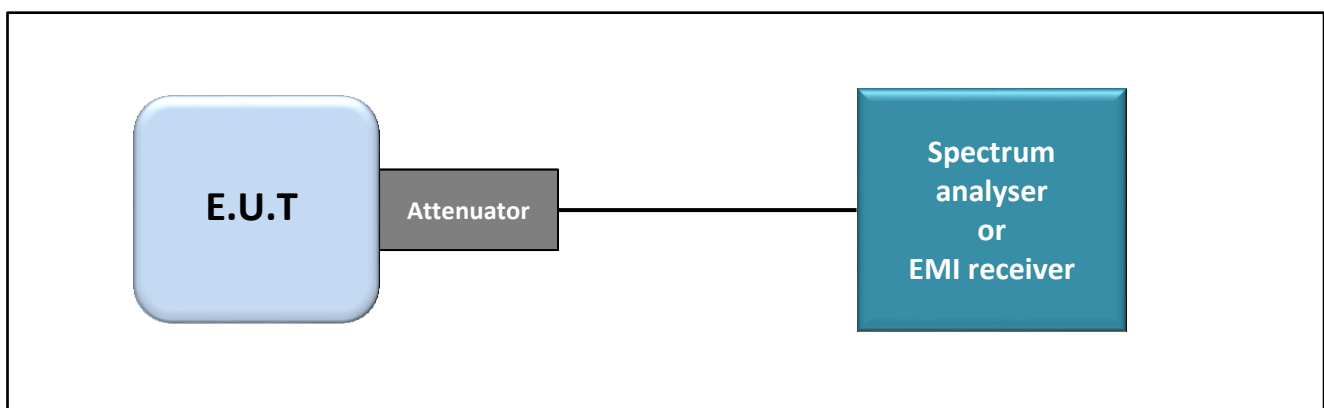 E.U.T
Attenuator
Spectrum
analyser
or
EMI receiver